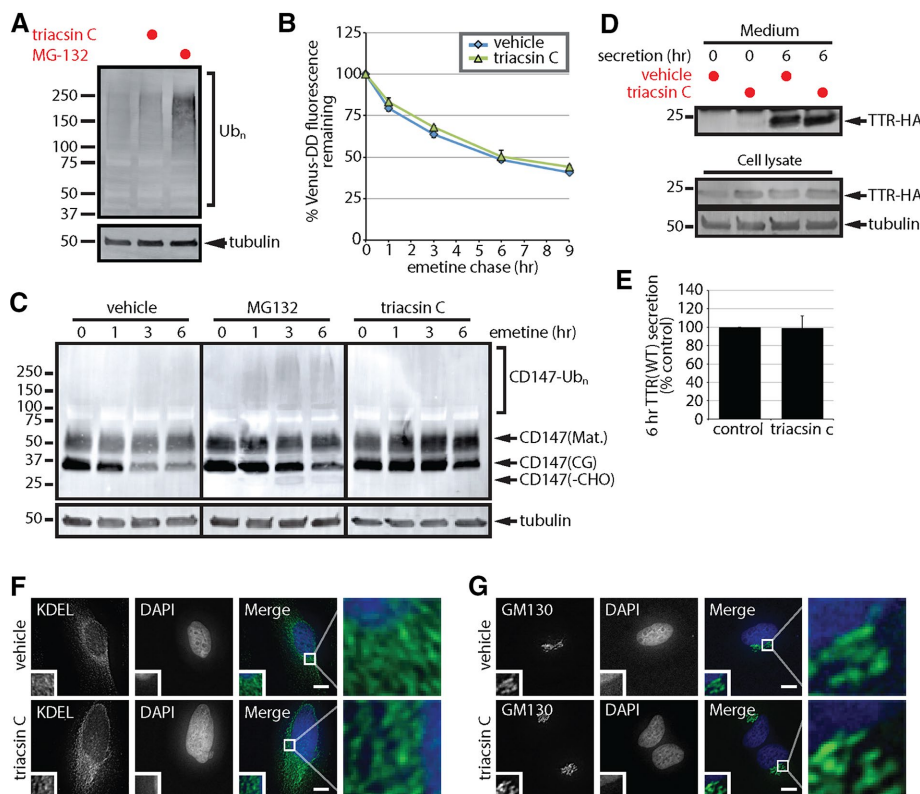 A
triacsin C
MG-132
250
150
100
75
50
37
Ubn
50
tubulin
B
125
100
75
50
25
0
% Venus-DD fluorescence
remaining
vehicle
triacsin C
0 1 2 3 4 5 6 7 8 9
emetine chase (hr)
D
Medium
secretion (hr) 0 0 6 6
vehicle
triacsin C
25
TTR-HA
Cell lysate
25
TTR-HA
50
tubulin
C
vehicle MG132 triacsin C
0 1 3 6 0 1 3 6 0 1 3 6 emetine (hr)
250
150
100
75
50
37
25
CD147-Ubn
CD147(Mat.)
CD147(CG)
CD147(-CHO)
50
tubulin
E
140
120
100
80
60
40
20
0
6 hr TTR(WT) secretion
(% control)
control triacsin c
F
vehicle
KDEL DAPI Merge
triacsin C
KDEL DAPI Merge
G
vehicle
GM130 DAPI Merge
triacsin C
GM130 DAPI Merge